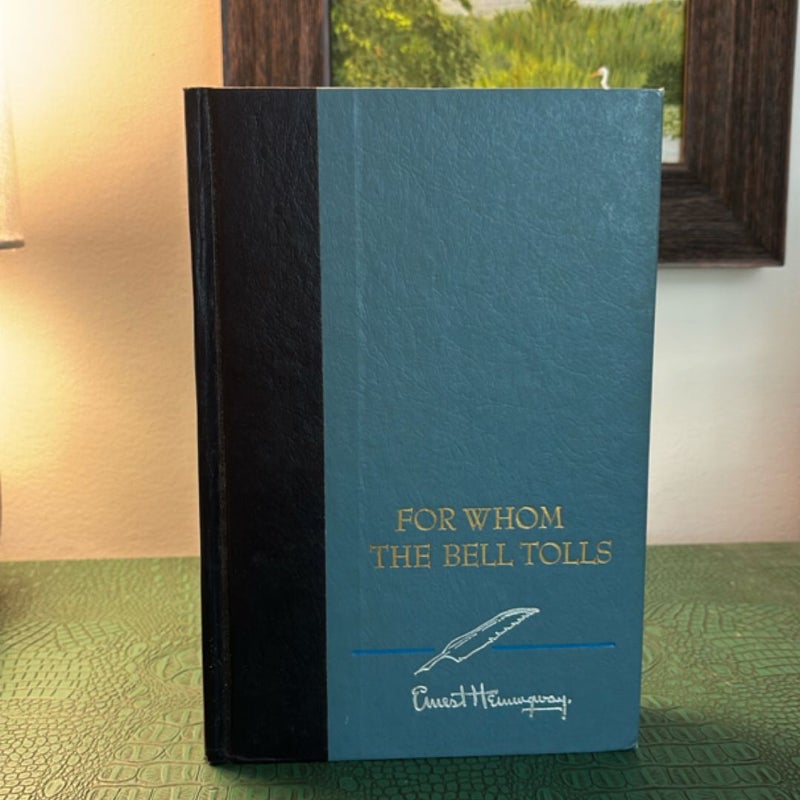 FOR WHOM
THE BELL TOLLS
Ernest Hemingway.